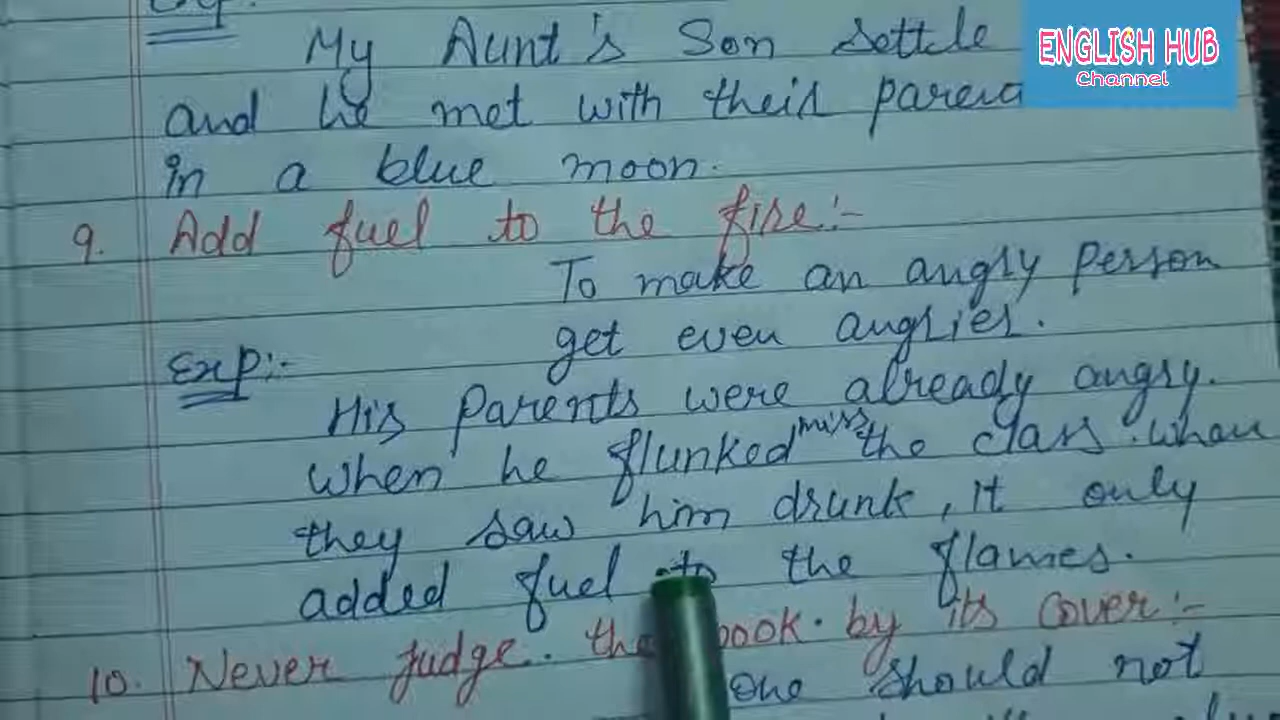 Exp:
My Aunt's Son settle
ENGLISH HUB
Channel
and he met with their
in a blue moon.
9. Add fuel to the fire:-
To make an angry person
get even angrier.
Exp:-
His parents were already angry.
when he flunked miss the class. when
they saw him drunk, it only
added fuel to the flames.
10. Never judge. the book. by its cover:-
one should not